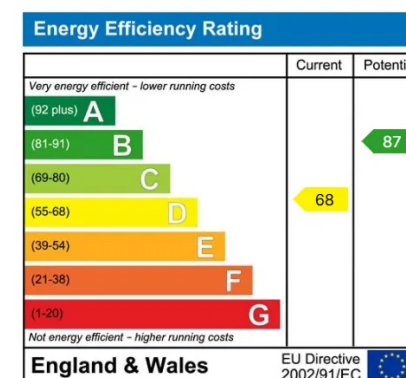 Energy Efficiency Rating
Current Potenti
Very energy efficient – lower running costs
(92 plus) A
(81-91) B 87
(69-80) C
(55-68) D 68
(39-54) E
(21-38) F
(1-20) G
Not energy efficient – higher running costs
England & Wales
EU Directive
2002/91/EC